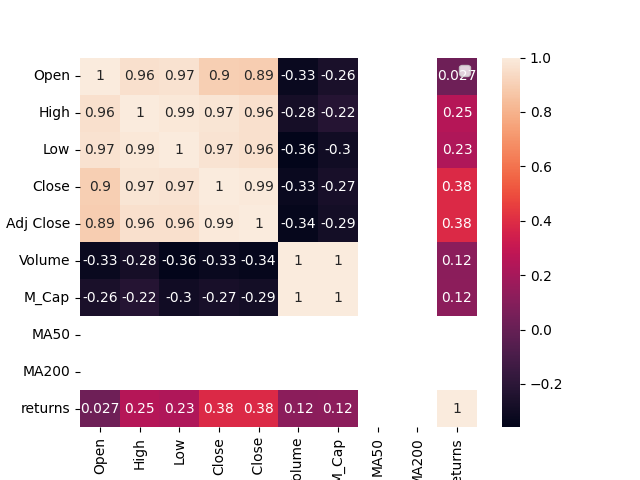 Open 1 0.96 0.97 0.9 0.89 -0.33 -0.26 0.027 1.0
High 0.96 1 0.99 0.97 0.96 -0.28 -0.22 0.25 0.8
Low 0.97 0.99 1 0.97 0.96 -0.36 -0.3 0.23 0.6
Close 0.9 0.97 0.97 1 0.99 -0.33 -0.27 0.38
Adj Close 0.89 0.96 0.96 0.99 1 -0.34 -0.29 0.38 0.4
Volume -0.33 -0.28 -0.36 -0.33 -0.34 1 1 0.12 0.2
M_Cap -0.26 -0.22 -0.3 -0.27 -0.29 1 1 0.12
MA50 0.0
MA200 −0.2
returns 0.027 0.25 0.23 0.38 0.38 0.12 0.12 1
Open High Low Close Close olume M_Cap MA50 MA200 eturns